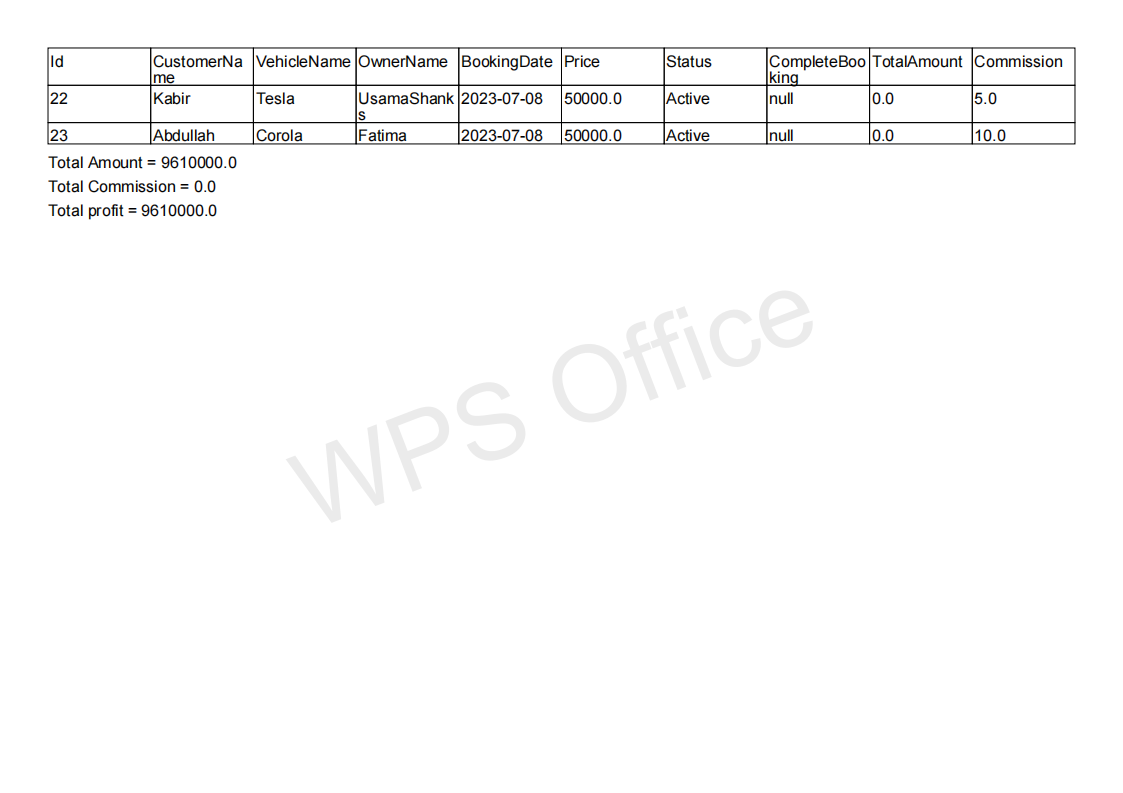 Id CustomerName VehicleName OwnerName BookingDate Price Status CompleteBooking TotalAmount Commission
22 Kabir Tesla UsamaShanks 2023-07-08 50000.0 Active null 0.0 5.0
23 Abdullah Corola Fatima 2023-07-08 50000.0 Active null 0.0 10.0
Total Amount = 9610000.0
Total Commission = 0.0
Total profit = 9610000.0
WPS Office